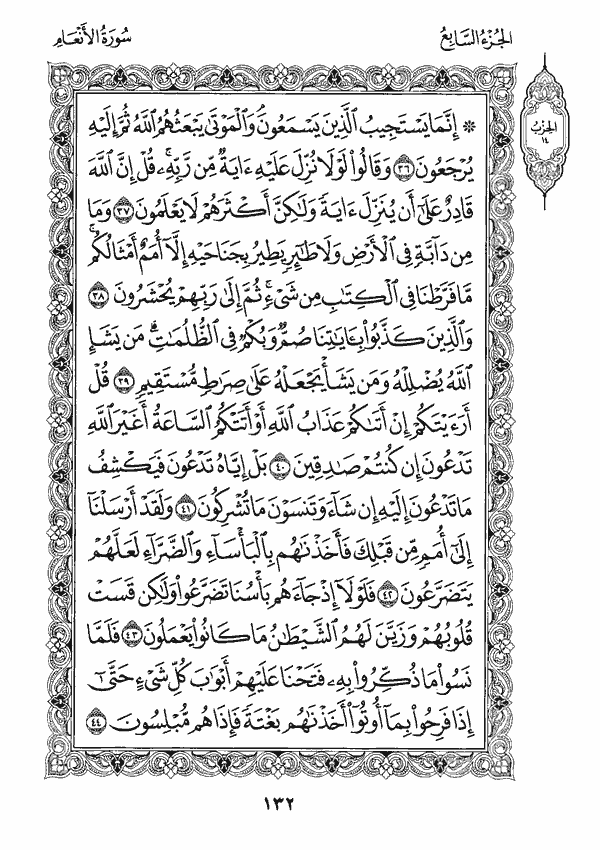 الجُزْءُ السَّابِعُ
سُورَةُ الأَنْعَامِ
الحِزْبُ
١٤
۞ إِنَّمَا يَسْتَجِيبُ ٱلَّذِينَ يَسْمَعُونَۘ وَٱلْمَوْتَىٰ يَبْعَثُهُمُ ٱللَّهُ ثُمَّ إِلَيْهِ
يُرْجَعُونَ ٣٦ وَقَالُوا۟ لَوْلَا نُزِّلَ عَلَيْهِ ءَايَةٌ مِّن رَّبِّهِۦۚ قُلْ إِنَّ ٱللَّهَ
قَادِرٌ عَلَىٰٓ أَن يُنَزِّلَ ءَايَةً وَلَٰكِنَّ أَكْثَرَهُمْ لَا يَعْلَمُونَ ٣٧ وَمَا
مِن دَآبَّةٍ فِى ٱلْأَرْضِ وَلَا طَٰٓئِرٍ يَطِيرُ بِجَنَاحَيْهِ إِلَّآ أُمَمٌ أَمْثَالُكُمۚ
مَّا فَرَّطْنَا فِى ٱلْكِتَٰبِ مِن شَىْءٍۚ ثُمَّ إِلَىٰ رَبِّهِمْ يُحْشَرُونَ ٣٨
وَٱلَّذِينَ كَذَّبُوا۟ بِـَٔايَٰتِنَا صُمٌّ وَبُكْمٌ فِى ٱلظُّلُمَٰتِۗ مَن يَشَإِ
ٱللَّهُ يُضْلِلْهُ وَمَن يَشَأْ يَجْعَلْهُ عَلَىٰ صِرَٰطٍ مُّسْتَقِيمٍ ٣٩ قُلْ
أَرَءَيْتَكُمْ إِنْ أَتَىٰكُمْ عَذَابُ ٱللَّهِ أَوْ أَتَتْكُمُ ٱلسَّاعَةُ أَغَيْرَ ٱللَّهِ
تَدْعُونَ إِن كُنتُمْ صَٰدِقِينَ ٤٠ بَلْ إِيَّاهُ تَدْعُونَ فَيَكْشِفُ
مَا تَدْعُونَ إِلَيْهِ إِن شَآءَ وَتَنسَوْنَ مَا تُشْرِكُونَ ٤١ وَلَقَدْ أَرْسَلْنَآ
إِلَىٰٓ أُمَمٍ مِّن قَبْلِكَ فَأَخَذْنَٰهُم بِٱلْبَأْسَآءِ وَٱلضَّرَّآءِ لَعَلَّهُمْ
يَتَضَرَّعُونَ ٤٢ فَلَوْلَآ إِذْ جَآءَهُم بَأْسُنَا تَضَرَّعُوا۟ وَلَٰكِن قَسَتْ
قُلُوبُهُمْ وَزَيَّنَ لَهُمُ ٱلشَّيْطَٰنُ مَا كَانُوا۟ يَعْمَلُونَ ٤٣ فَلَمَّا
نَسُوا۟ مَا ذُكِّرُوا۟ بِهِۦ فَتَحْنَا عَلَيْهِمْ أَبْوَٰبَ كُلِّ شَىْءٍ حَتَّىٰٓ
إِذَا فَرِحُوا۟ بِمَآ أُوتُوٓا۟ أَخَذْنَٰهُم بَغْتَةً فَإِذَا هُم مُّبْلِسُونَ ٤٤
١٣٢